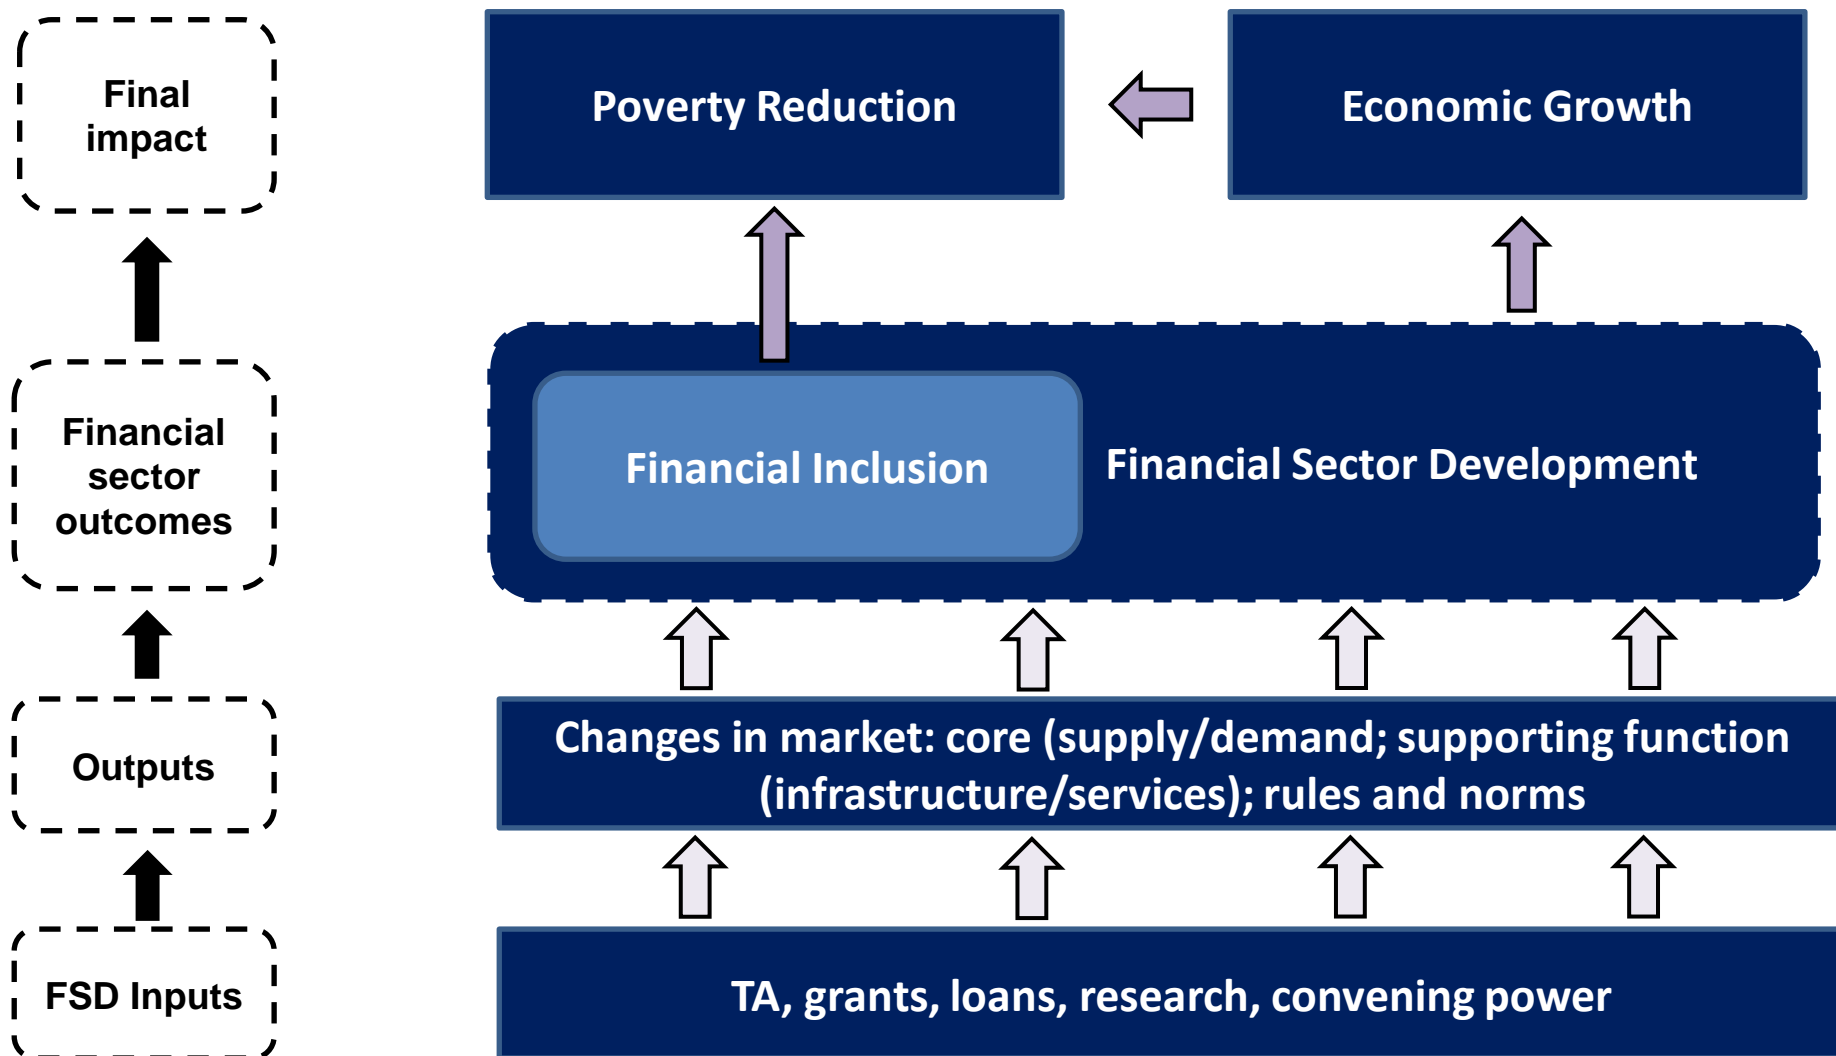 Final
impact
Poverty Reduction
Economic Growth
Financial
sector
outcomes
Financial Inclusion
Financial Sector Development
Outputs
Changes in market: core (supply/demand; supporting function
(infrastructure/services); rules and norms
FSD Inputs
TA, grants, loans, research, convening power